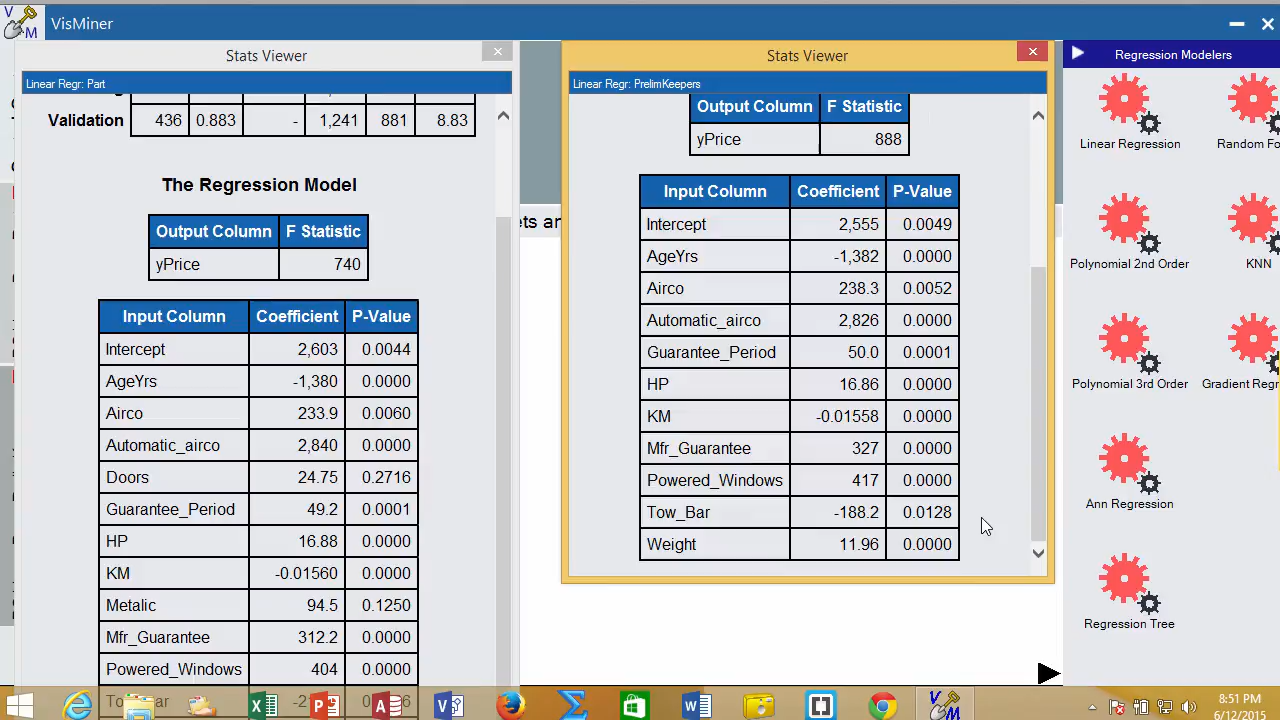 VM VisMiner
Stats Viewer
Linear Regr: Part
Validation 436 0.883 - 1,241 881 8.83
The Regression Model
Output Column F Statistic
yPrice 740
Input Column Coefficient P-Value
Intercept 2,603 0.0044
AgeYrs -1,380 0.0000
Airco 233.9 0.0060
Automatic_airco 2,840 0.0000
Doors 24.75 0.2716
Guarantee_Period 49.2 0.0001
HP 16.88 0.0000
KM -0.01560 0.0000
Metalic 94.5 0.1250
Mfr_Guarantee 312.2 0.0000
Powered_Windows 404 0.0000
Stats Viewer
Linear Regr: PrelimKeepers
Output Column F Statistic
yPrice 888
Input Column Coefficient P-Value
Intercept 2,555 0.0049
AgeYrs -1,382 0.0000
Airco 238.3 0.0052
Automatic_airco 2,826 0.0000
Guarantee_Period 50.0 0.0001
HP 16.86 0.0000
KM -0.01558 0.0000
Mfr_Guarantee 327 0.0000
Powered_Windows 417 0.0000
Tow_Bar -188.2 0.0128
Weight 11.96 0.0000
Regression Modelers
Linear Regression Random Fo
Polynomial 2nd Order KNN
Polynomial 3rd Order Gradient Regr
Ann Regression
Regression Tree
8:51 PM
6/12/2015